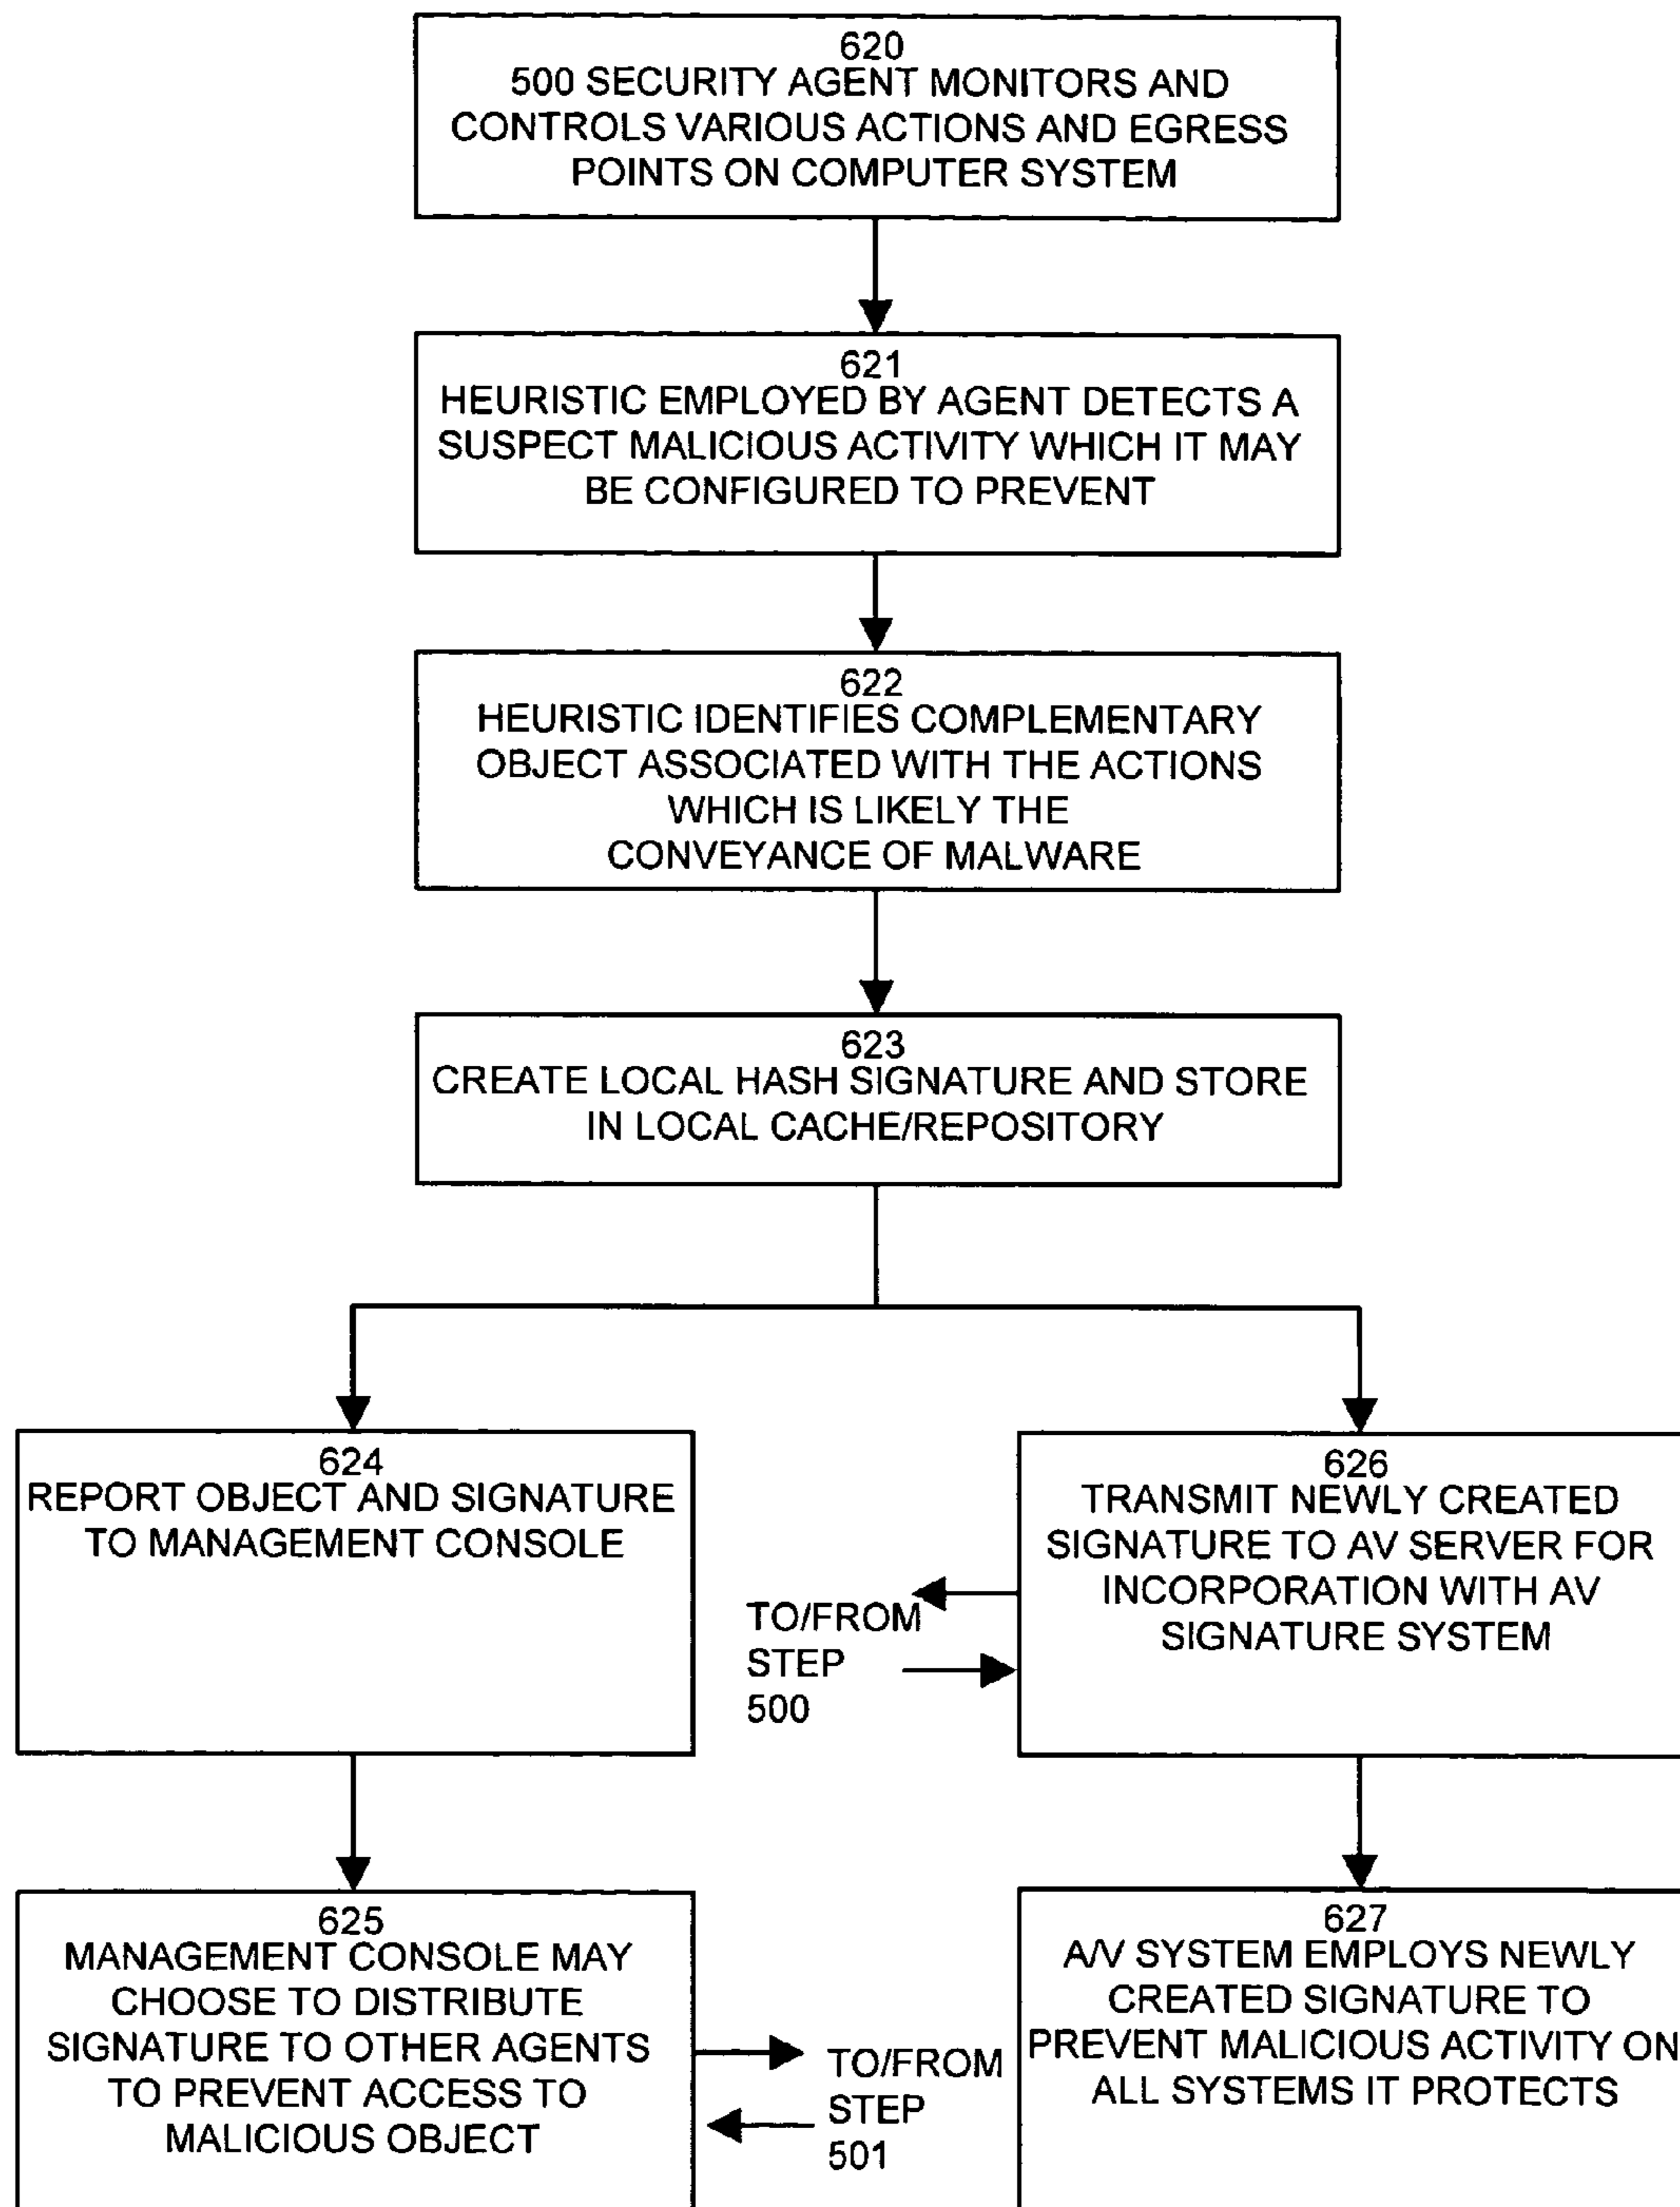 620
500 SECURITY AGENT MONITORS AND
CONTROLS VARIOUS ACTIONS AND EGRESS
POINTS ON COMPUTER SYSTEM
621
HEURISTIC EMPLOYED BY AGENT DETECTS A
SUSPECT MALICIOUS ACTIVITY WHICH IT MAY
BE CONFIGURED TO PREVENT
622
HEURISTIC IDENTIFIES COMPLEMENTARY
OBJECT ASSOCIATED WITH THE ACTIONS
WHICH IS LIKELY THE
CONVEYANCE OF MALWARE
623
CREATE LOCAL HASH SIGNATURE AND STORE
IN LOCAL CACHE/REPOSITORY
624
REPORT OBJECT AND SIGNATURE
TO MANAGEMENT CONSOLE
626
TRANSMIT NEWLY CREATED
SIGNATURE TO AV SERVER FOR
INCORPORATION WITH AV
SIGNATURE SYSTEM
TO/FROM
STEP
500
625
MANAGEMENT CONSOLE MAY
CHOOSE TO DISTRIBUTE
SIGNATURE TO OTHER AGENTS
TO PREVENT ACCESS TO
MALICIOUS OBJECT
TO/FROM
STEP
501
627
A/V SYSTEM EMPLOYS NEWLY
CREATED SIGNATURE TO
PREVENT MALICIOUS ACTIVITY ON
ALL SYSTEMS IT PROTECTS